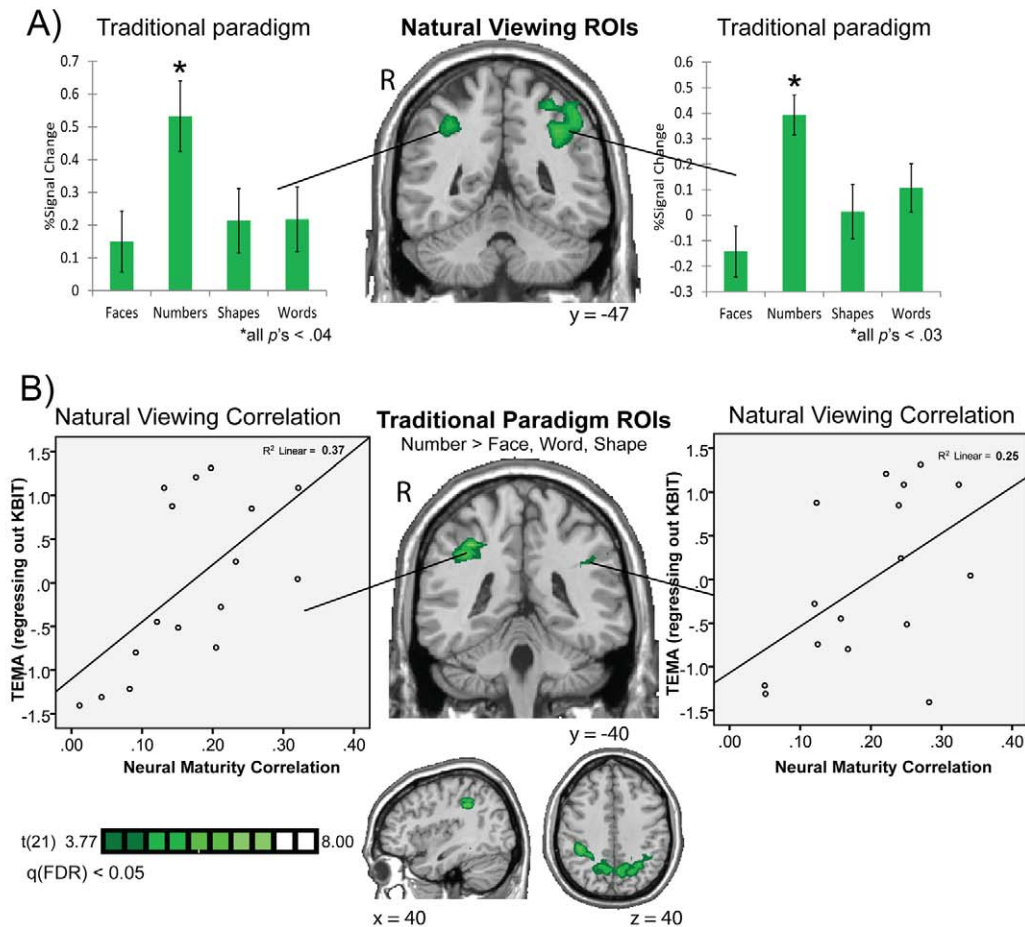 A)
Traditional paradigm
Natural Viewing ROIs
Traditional paradigm
%Signal Change
0.7
0.6
0.5
0.4
0.3
0.2
0.1
0
*
Faces Numbers Shapes Words
*all p's < .04
R
y = -47
%Signal Change
0.6
0.5
0.4
0.3
0.2
0.1
0
-0.1
-0.2
-0.3
*
Faces Numbers Shapes Words
*all p's < .03
B)
Natural Viewing Correlation
Traditional Paradigm ROIs
Number > Face, Word, Shape
Natural Viewing Correlation
TEMA (regressing out KBIT)
R² Linear = 0.37
1.5
1.0
.5
.0
-.5
-1.0
-1.5
.00 .10 .20 .30 .40
Neural Maturity Correlation
R
y = -40
TEMA (regressing out KBIT)
R² Linear = 0.25
1.5
1.0
.5
.0
-.5
-1.0
-1.5
.00 .10 .20 .30 .40
Neural Maturity Correlation
t(21) 3.77 8.00
q(FDR) < 0.05
x = 40
z = 40